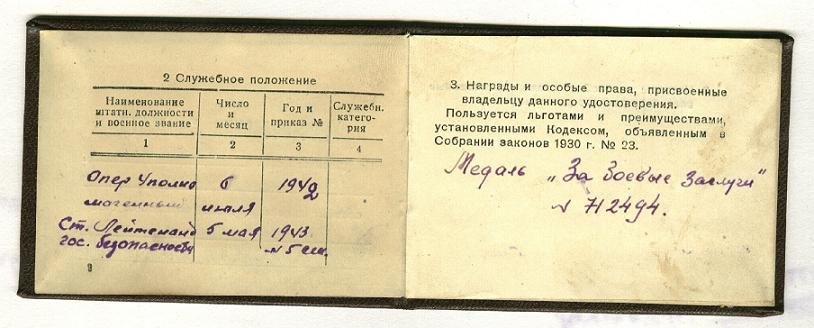 2 Служебное положение
Наименование штатн. должности и военное звание
Число и месяц
Год и приказ №
Служебн. катего- рия
1 2 3 4
Опер Уполно 6 1942
моченный июля
Ст. Лейтенант 5 мая 1943
гос. безопасности № 5 сш.
9
3. Награды и особые права, присвоенные
владельцу данного удостоверения.
Пользуется льготами и преимуществами,
установленными Кодексом, объявленным в
Собрании законов 1930 г. № 23.
Медаль „За боевые заслуги"
№ 712494.